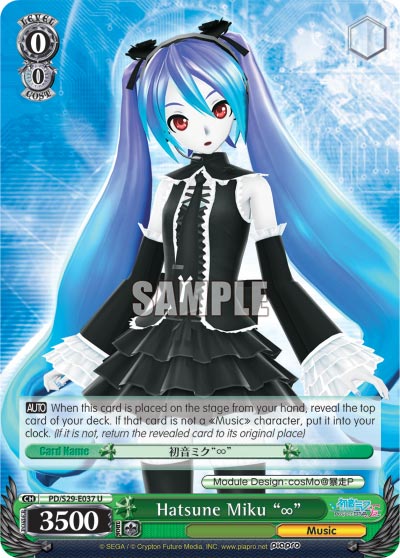 LEVEL
0
0
COST
SAMPLE
AUTO When this card is placed on the stage from your hand, reveal the top
card of your deck. If that card is not a «Music» character, put it into your
clock. (If it is not, return the revealed card to its original place)
Card Name 初音ミク“∞”
Module Design: cosMo@暴走P
CH PD/S29-E037 U
3500
Hatsune Miku “∞”
Music
© SEGA / © Crypton Future Media, INC. www.piapro.net piapro